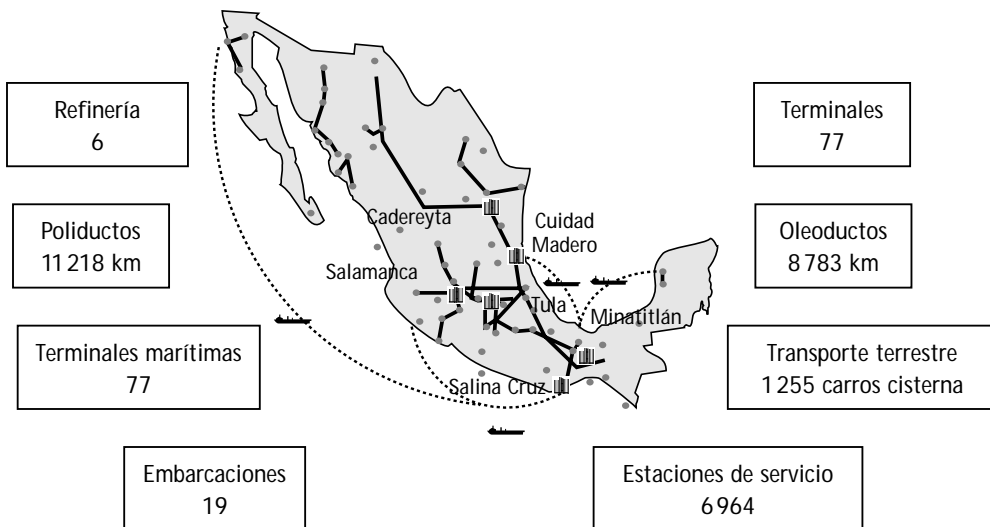 Refinería
6
Terminales
77
Cadereyta
Cuidad
Madero
Poliductos
11 218 km
Oleoductos
8 783 km
Salamanca
Tula
Minatitlán
Terminales marítimas
77
Salina Cruz
Transporte terrestre
1 255 carros cisterna
Embarcaciones
19
Estaciones de servicio
6 964